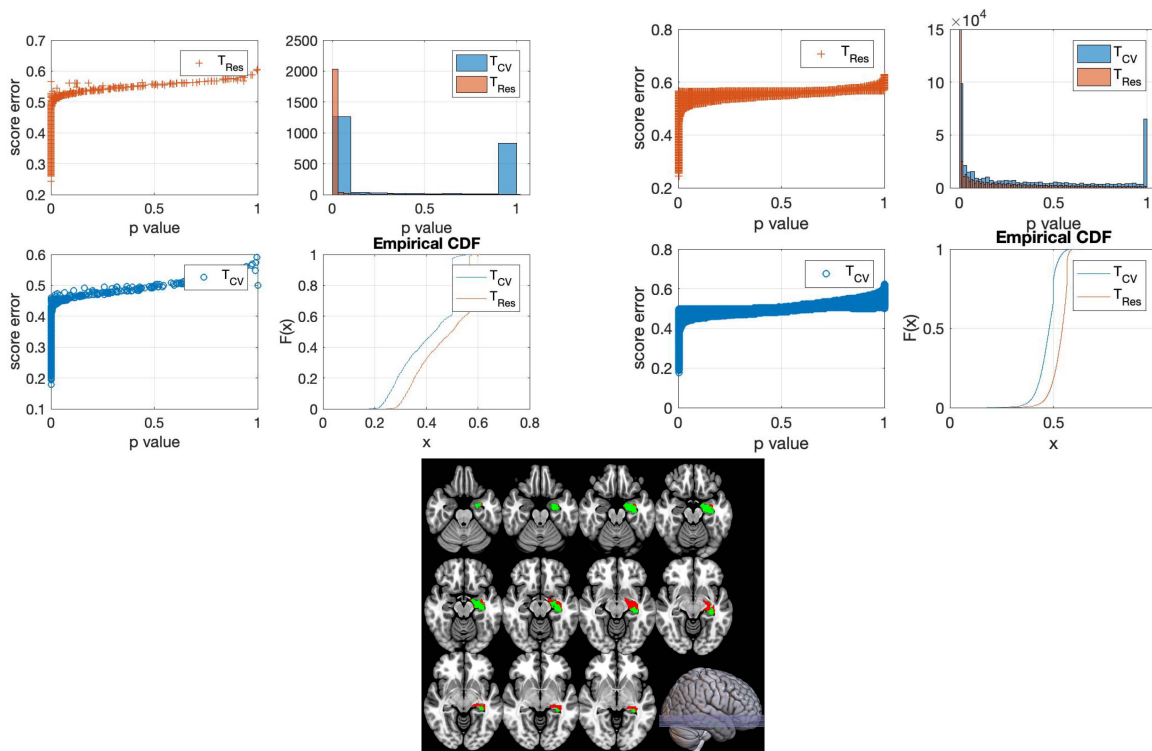 0.7
0.6
0.5
0.4
0.3
0.2
score error
0 0.5 1
p value
+ T_Res
2500
2000
1500
1000
500
0
0 0.5 1
p value
T_CV
T_Res
0.8
0.6
0.4
0.2
score error
0 0.5 1
p value
+ T_Res
15 ×10^4
10
5
0
0 0.5 1
p value
T_CV
T_Res
0.6
0.5
0.4
0.3
0.2
0.1
score error
0 0.5 1
p value
T_CV
Empirical CDF
1
0.8
0.6
0.4
0.2
0
F(x)
0.2 0.4 0.6 0.8
x
T_CV
T_Res
0.8
0.6
0.4
0.2
0
score error
0 0.5 1
p value
T_CV
Empirical CDF
1
0.5
0
F(x)
0.5
x
T_CV
T_Res